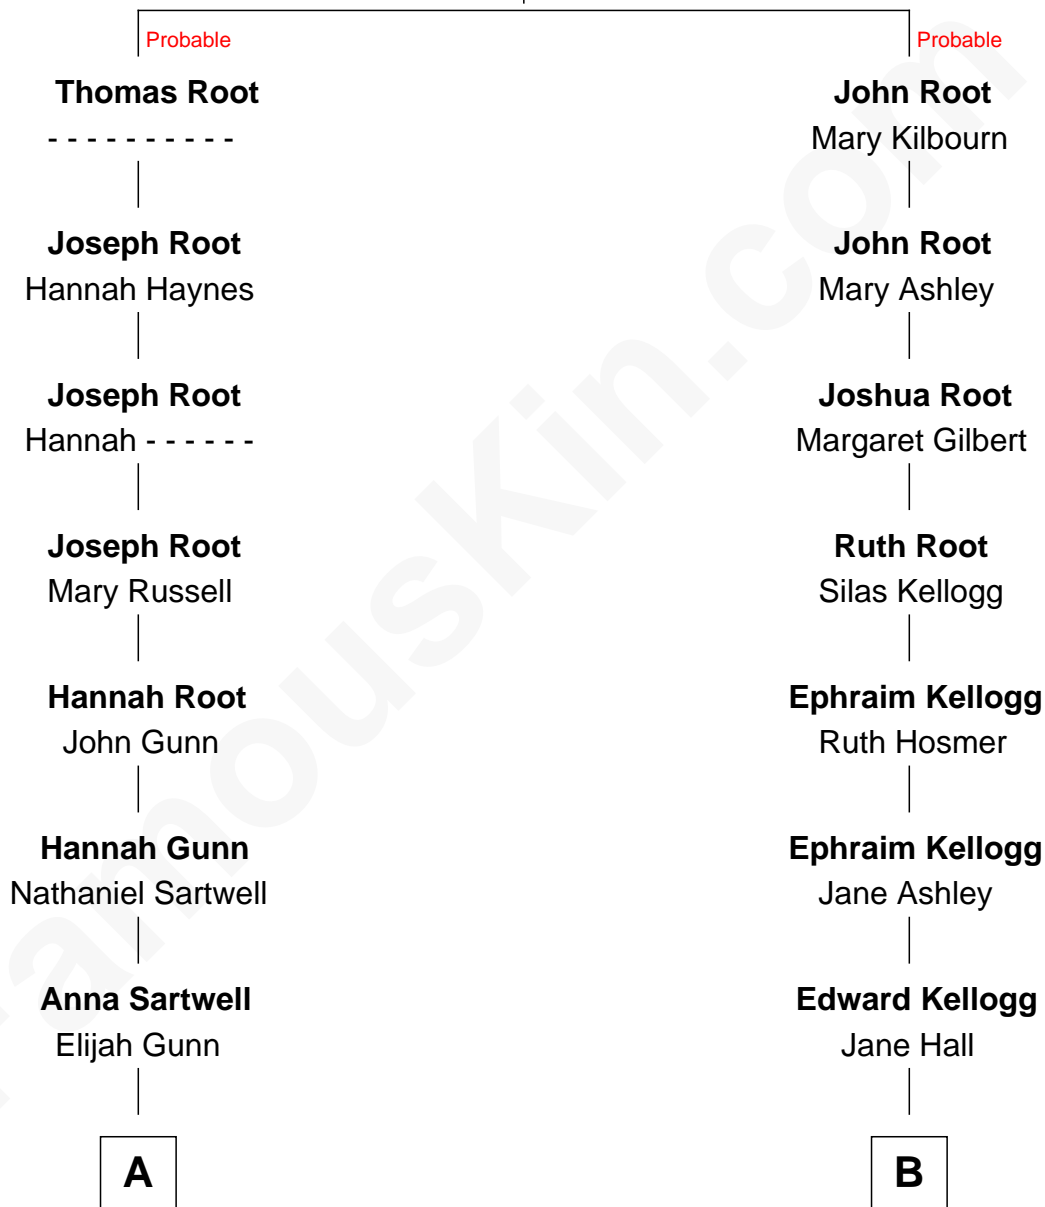 Probable
Thomas Root
- - - - - - - - - -
Joseph Root
Hannah Haynes
Joseph Root
Hannah - - - - - -
Joseph Root
Mary Russell
Hannah Root
John Gunn
Hannah Gunn
Nathaniel Sartwell
Anna Sartwell
Elijah Gunn
A
Probable
John Root
Mary Kilbourn
John Root
Mary Ashley
Joshua Root
Margaret Gilbert
Ruth Root
Silas Kellogg
Ephraim Kellogg
Ruth Hosmer
Ephraim Kellogg
Jane Ashley
Edward Kellogg
Jane Hall
B
FamousKin.com